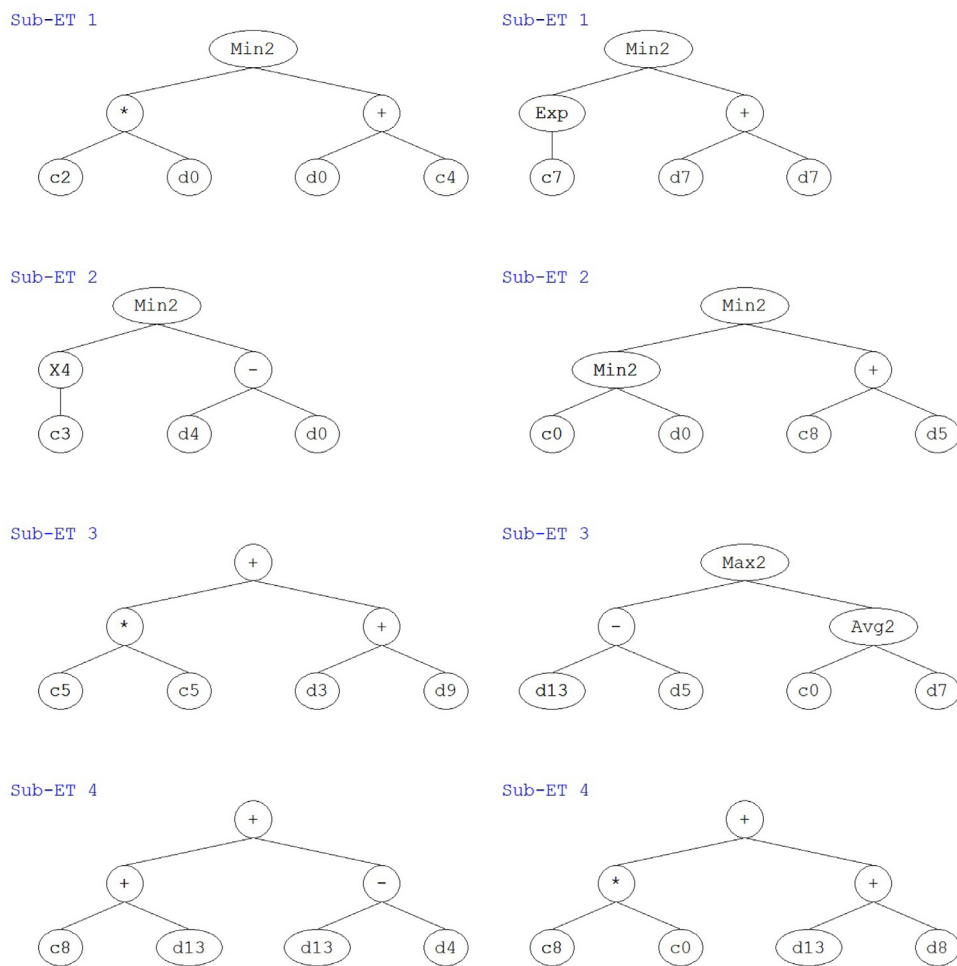 Sub-ET 1 Sub-ET 1
Min2 Min2
* + Exp +
c2 d0 d0 c4 c7 d7 d7
Sub-ET 2 Sub-ET 2
Min2 Min2
X4 - Min2 +
c3 d4 d0 c0 d0 c8 d5
Sub-ET 3 Sub-ET 3
+ Max2
* + - Avg2
c5 c5 d3 d9 d13 d5 c0 d7
Sub-ET 4 Sub-ET 4
+ +
+ - * +
c8 d13 d13 d4 c8 c0 d13 d8